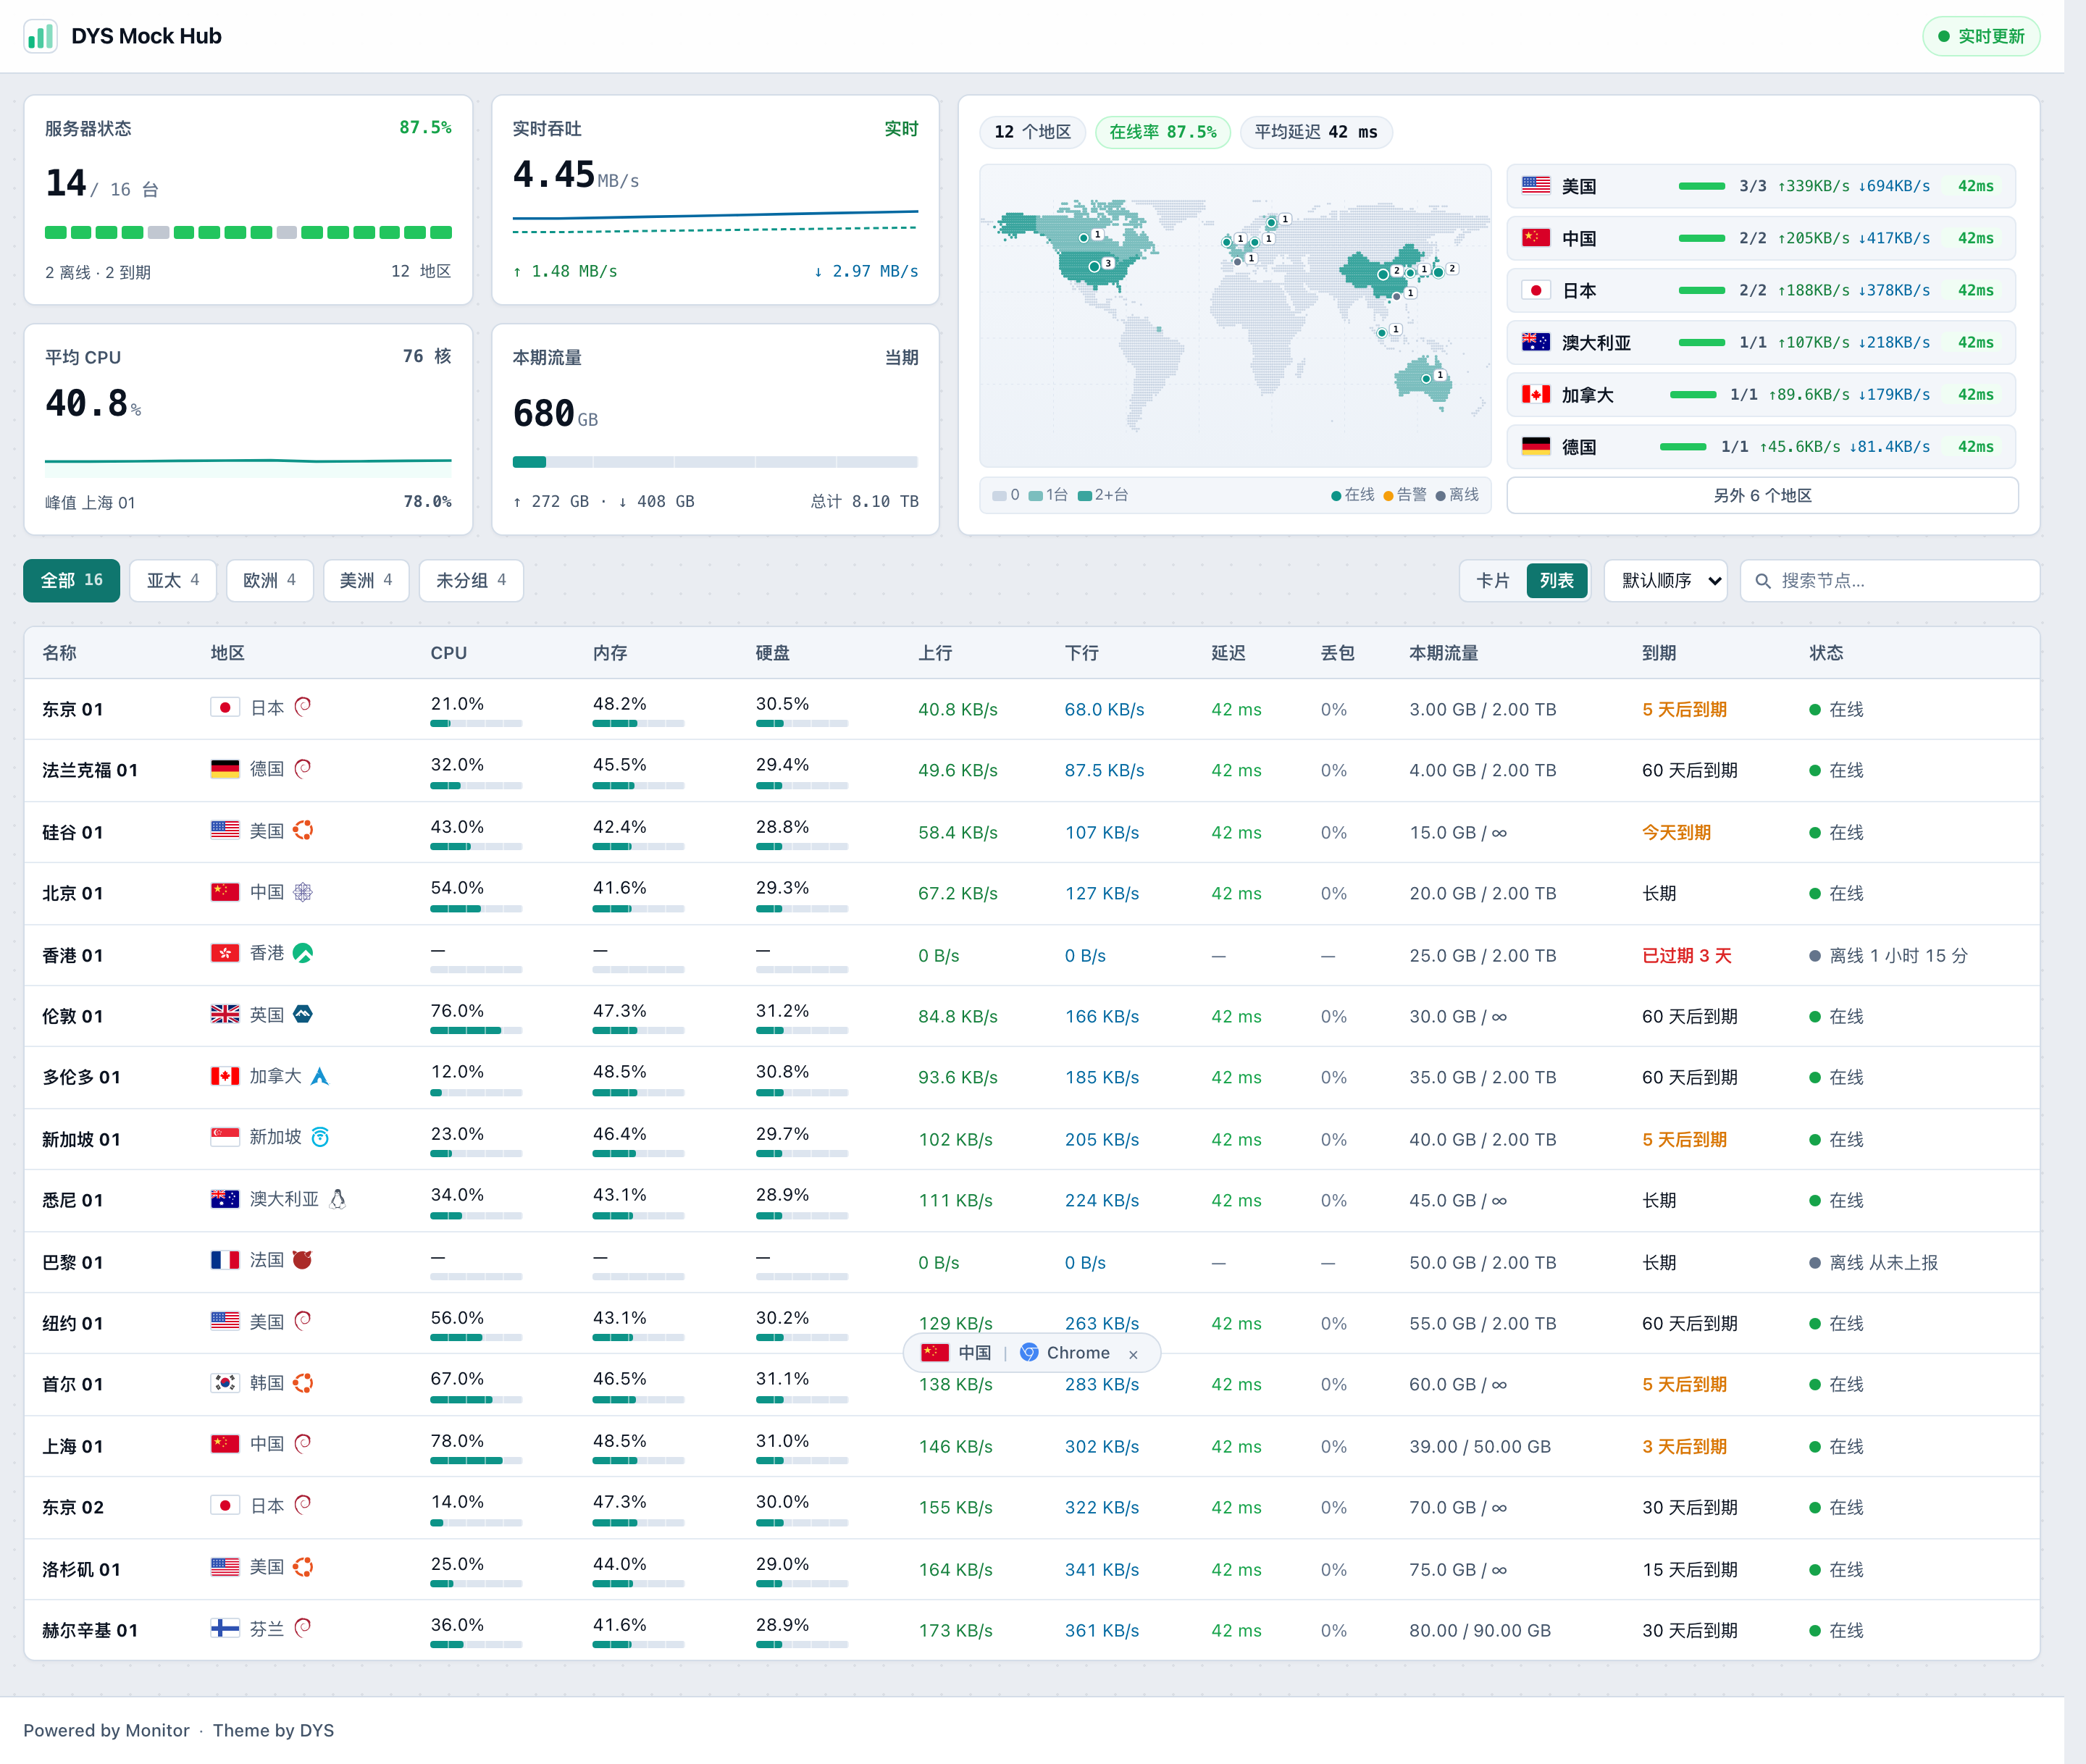 DYS Mock Hub
实时更新
服务器状态 87.5%
14 / 16 台
2 离线 · 2 到期 12 地区
实时吞吐 实时
4.45 MB/s
↑ 1.48 MB/s ↓ 2.97 MB/s
平均 CPU 76 核
40.8 %
峰值 上海 01 78.0%
本期流量 当期
680 GB
↑ 272 GB · ↓ 408 GB 总计 8.10 TB
12 个地区 在线率 87.5% 平均延迟 42 ms
1
1
1 1
3
1
2 1 2
1
1
1
0 1台 2+台 在线 告警 离线
美国 3/3 ↑339KB/s ↓694KB/s 42ms
中国 2/2 ↑205KB/s ↓417KB/s 42ms
日本 2/2 ↑188KB/s ↓378KB/s 42ms
澳大利亚 1/1 ↑107KB/s ↓218KB/s 42ms
加拿大 1/1 ↑89.6KB/s ↓179KB/s 42ms
德国 1/1 ↑45.6KB/s ↓81.4KB/s 42ms
另外 6 个地区
全部 16 亚太 4 欧洲 4 美洲 4 未分组 4
卡片 列表 默认顺序 搜索节点...
名称 地区 CPU 内存 硬盘 上行 下行 延迟 丢包 本期流量 到期 状态
东京 01 日本 21.0% 48.2% 30.5% 40.8 KB/s 68.0 KB/s 42 ms 0% 3.00 GB / 2.00 TB 5 天后到期 在线
法兰克福 01 德国 32.0% 45.5% 29.4% 49.6 KB/s 87.5 KB/s 42 ms 0% 4.00 GB / 2.00 TB 60 天后到期 在线
硅谷 01 美国 43.0% 42.4% 28.8% 58.4 KB/s 107 KB/s 42 ms 0% 15.0 GB / ∞ 今天到期 在线
北京 01 中国 54.0% 41.6% 29.3% 67.2 KB/s 127 KB/s 42 ms 0% 20.0 GB / 2.00 TB 长期 在线
香港 01 香港 — — — 0 B/s 0 B/s — — 25.0 GB / 2.00 TB 已过期 3 天 离线 1 小时 15 分
伦敦 01 英国 76.0% 47.3% 31.2% 84.8 KB/s 166 KB/s 42 ms 0% 30.0 GB / ∞ 60 天后到期 在线
多伦多 01 加拿大 12.0% 48.5% 30.8% 93.6 KB/s 185 KB/s 42 ms 0% 35.0 GB / 2.00 TB 60 天后到期 在线
新加坡 01 新加坡 23.0% 46.4% 29.7% 102 KB/s 205 KB/s 42 ms 0% 40.0 GB / 2.00 TB 5 天后到期 在线
悉尼 01 澳大利亚 34.0% 43.1% 28.9% 111 KB/s 224 KB/s 42 ms 0% 45.0 GB / ∞ 长期 在线
巴黎 01 法国 — — — 0 B/s 0 B/s — — 50.0 GB / 2.00 TB 长期 离线 从未上报
纽约 01 美国 56.0% 43.1% 30.2% 129 KB/s 263 KB/s 42 ms 0% 55.0 GB / 2.00 TB 60 天后到期 在线
中国 | Chrome ×
首尔 01 韩国 67.0% 46.5% 31.1% 138 KB/s 283 KB/s 42 ms 0% 60.0 GB / ∞ 5 天后到期 在线
上海 01 中国 78.0% 48.5% 31.0% 146 KB/s 302 KB/s 42 ms 0% 39.00 / 50.00 GB 3 天后到期 在线
东京 02 日本 14.0% 47.3% 30.0% 155 KB/s 322 KB/s 42 ms 0% 70.0 GB / ∞ 30 天后到期 在线
洛杉矶 01 美国 25.0% 44.0% 29.0% 164 KB/s 341 KB/s 42 ms 0% 75.0 GB / ∞ 15 天后到期 在线
赫尔辛基 01 芬兰 36.0% 41.6% 28.9% 173 KB/s 361 KB/s 42 ms 0% 80.00 / 90.00 GB 30 天后到期 在线
Powered by Monitor · Theme by DYS